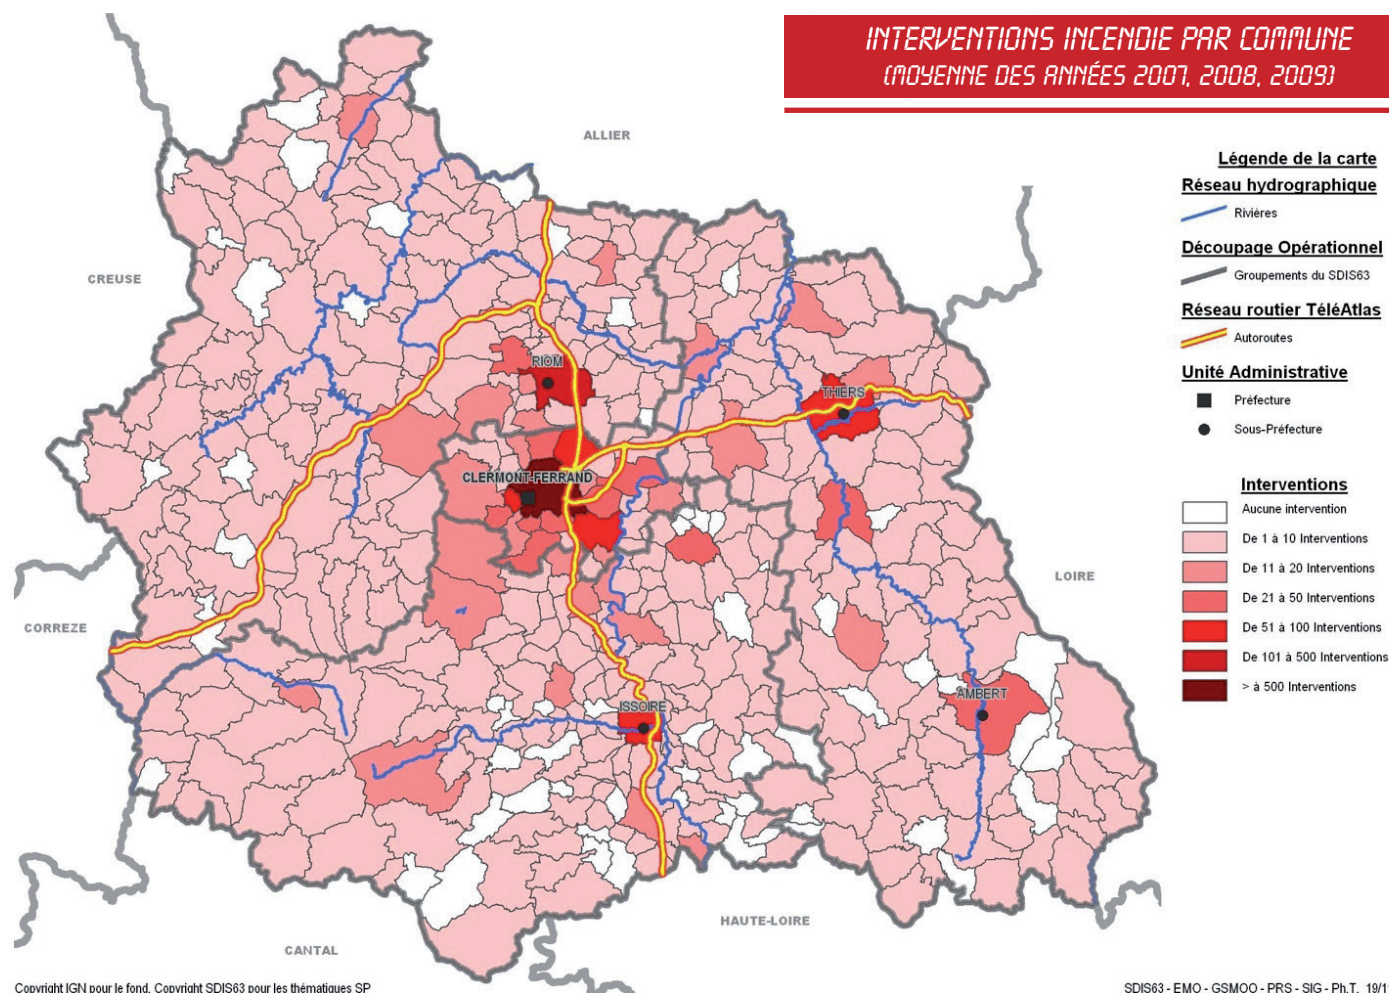 INTERVENTIONS INCENDIE PAR COMMUNE
(MOYENNE DES ANNÉES 2007, 2008, 2009)
ALLIER
CREUSE
CORREZE
CANTAL
HAUTE-LOIRE
LOIRE
RIOM
THIERS
CLERMONT-FERRAND
ISSOIRE
AMBERT
Légende de la carte
Réseau hydrographique
Rivières
Découpage Opérationnel
Groupements du SDIS63
Réseau routier TéléAtlas
Autoroutes
Unité Administrative
Préfecture
Sous-Préfecture
Interventions
Aucune intervention
De 1 à 10 Interventions
De 11 à 20 Interventions
De 21 à 50 Interventions
De 51 à 100 Interventions
De 101 à 500 Interventions
> à 500 Interventions
Copyright IGN pour le fond. Copyright SDIS63 pour les thématiques SP
SDIS63 - EMO - GSMOO - PRS - SIG - Ph.T. 19/1